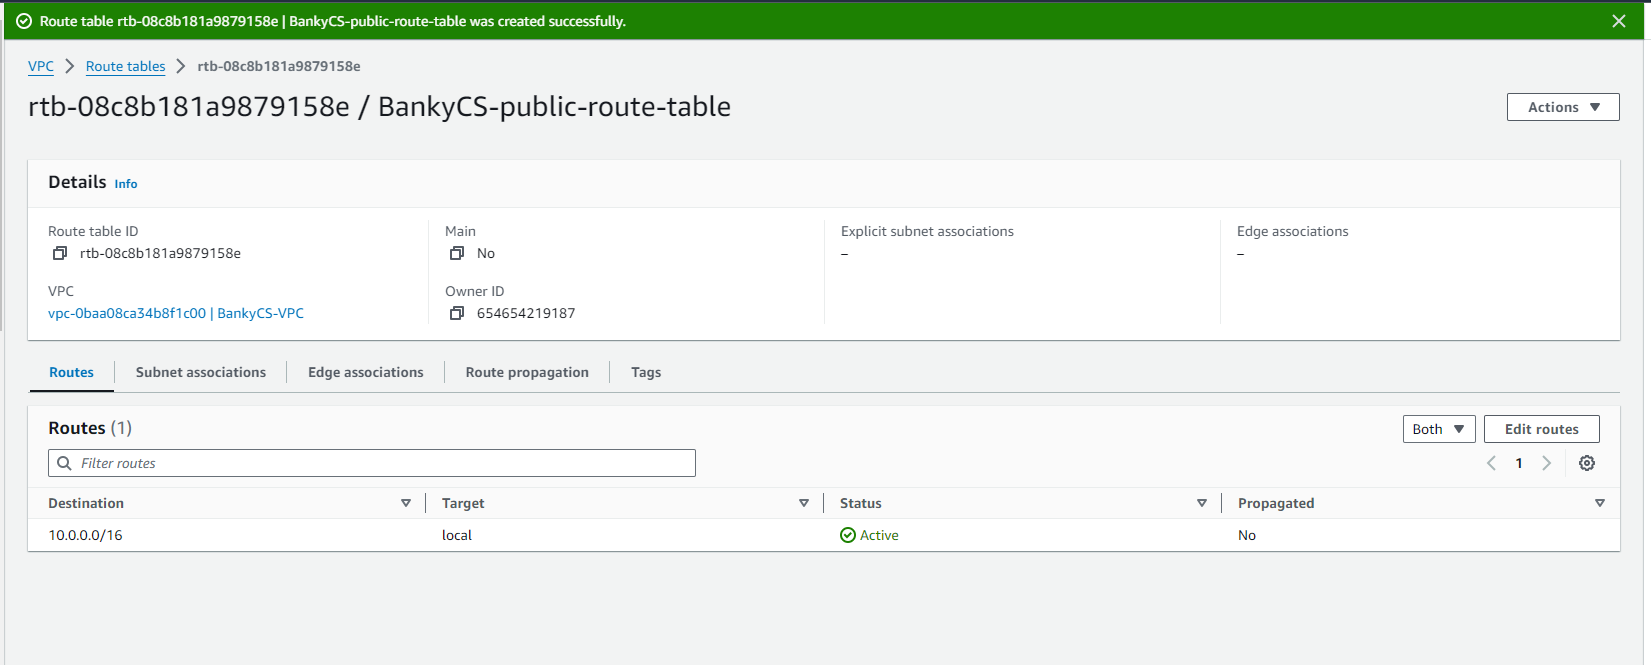 Route table rtb-08c8b181a9879158e | BankyCS-public-route-table was created successfully.
VPC > Route tables > rtb-08c8b181a9879158e
rtb-08c8b181a9879158e / BankyCS-public-route-table
Actions
Details Info
Route table ID
rtb-08c8b181a9879158e
Main
No
Explicit subnet associations
–
Edge associations
–
VPC
vpc-0baa08ca34b8f1c00 | BankyCS-VPC
Owner ID
654654219187
Routes Subnet associations Edge associations Route propagation Tags
Routes (1)
Both Edit routes
Filter routes
1
Destination Target Status Propagated
10.0.0.0/16 local Active No